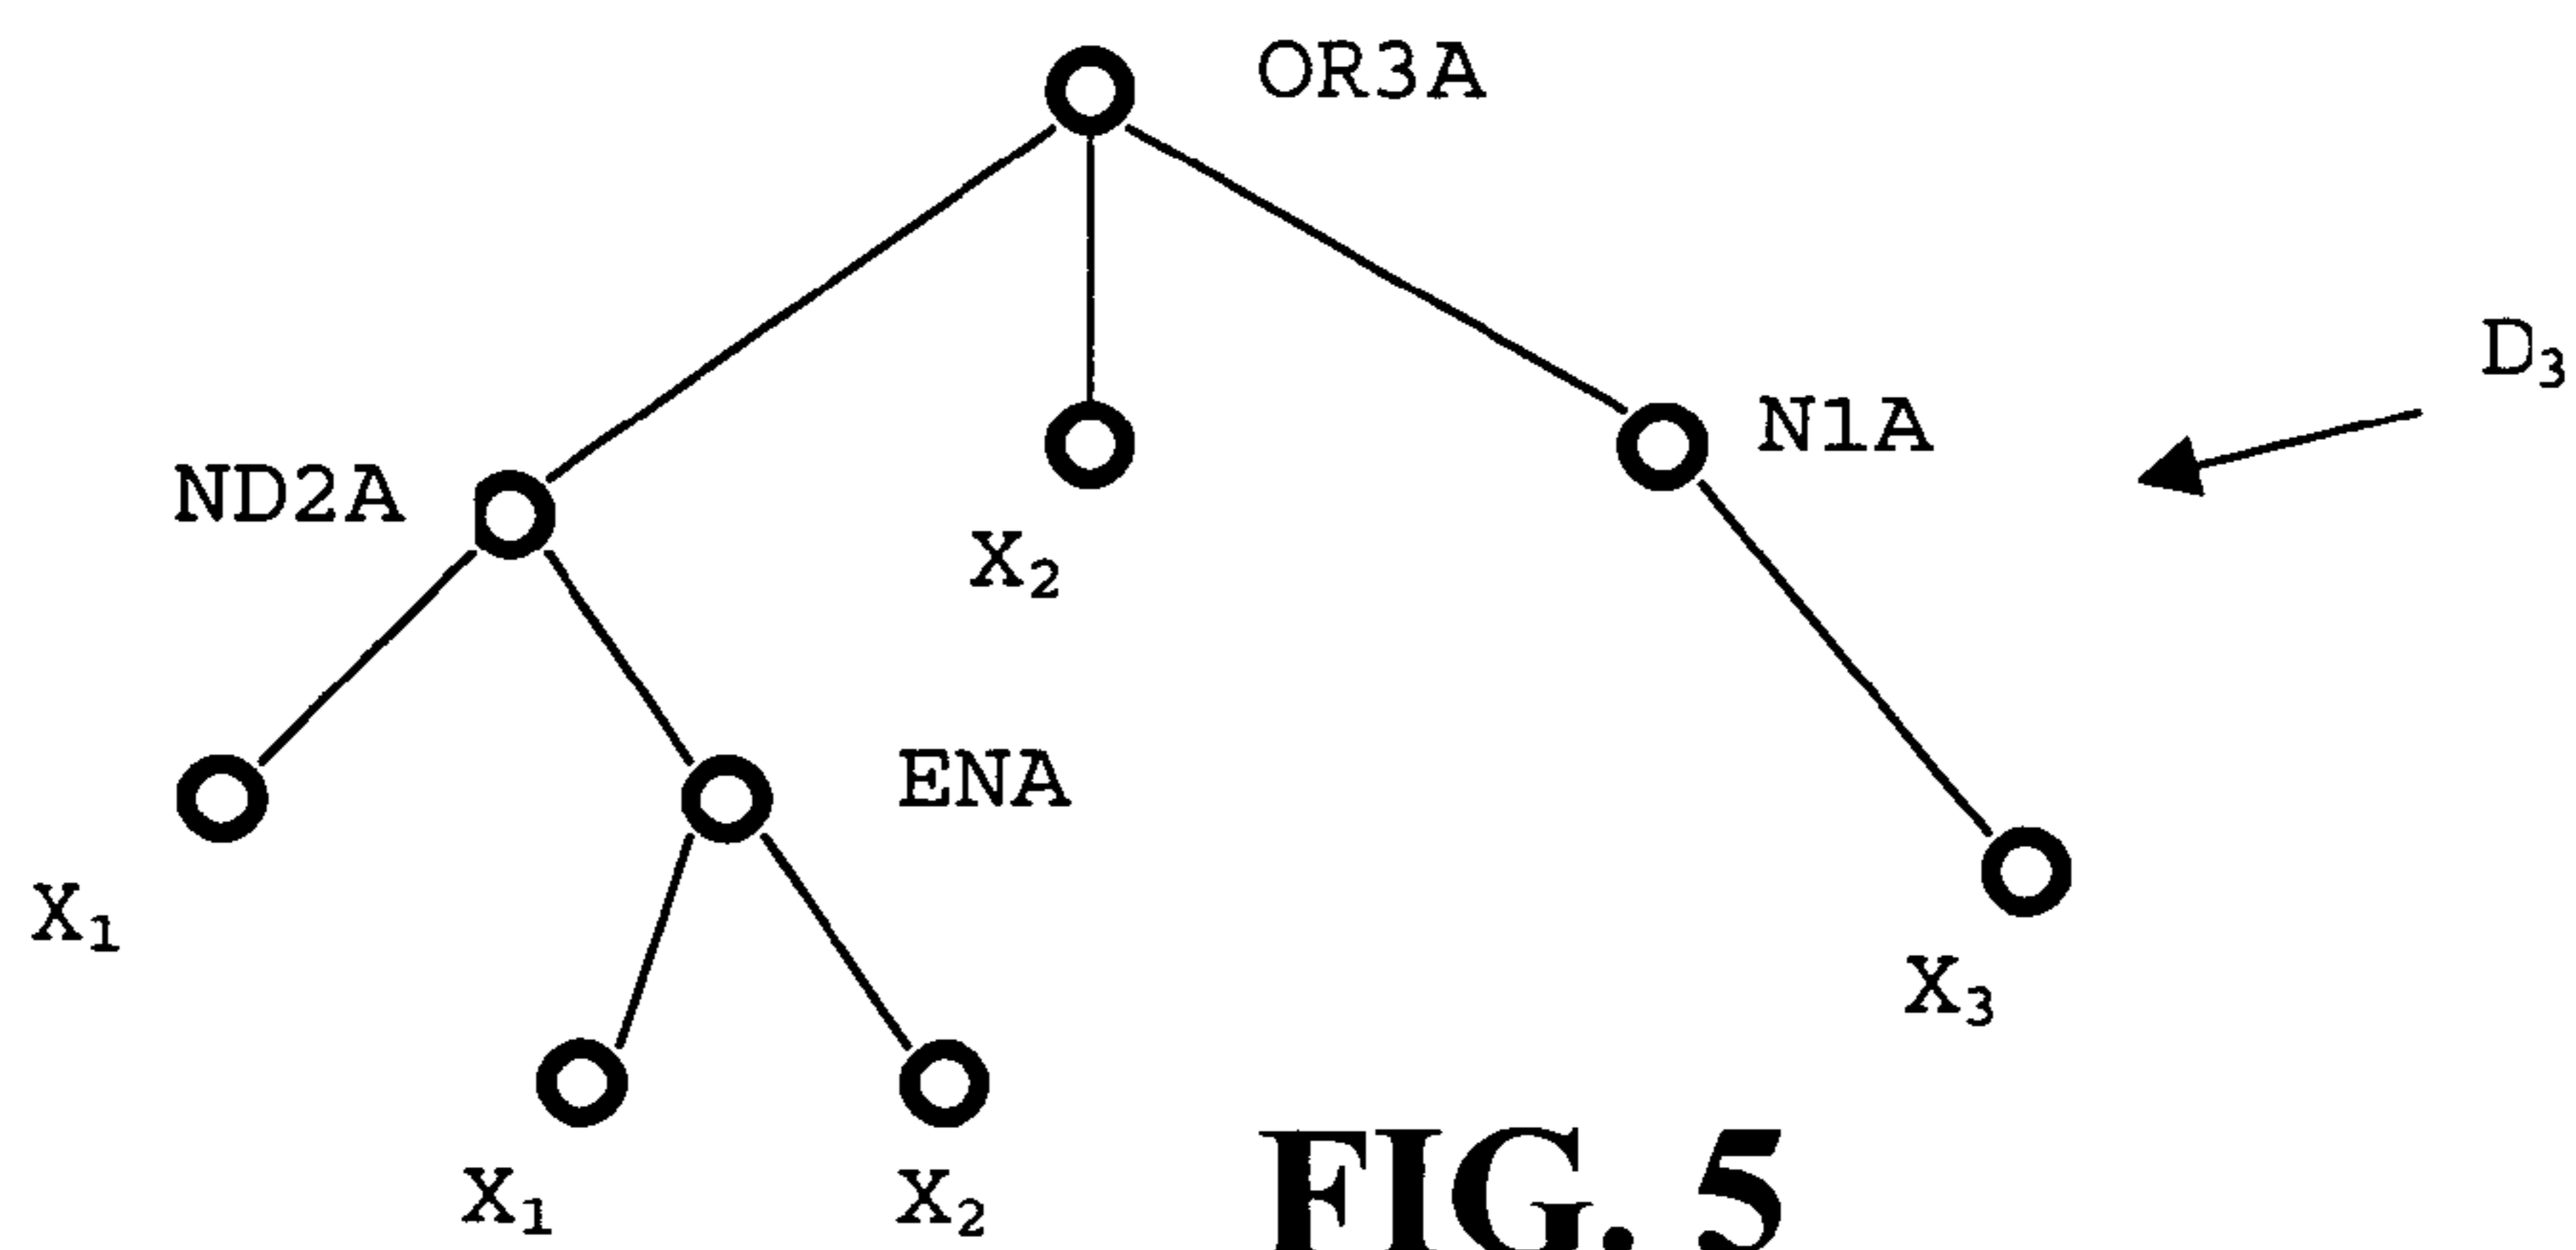 OR3A
D₃
N1A
ND2A
X₂
ENA
X₁
X₃
X₁
X₂
FIG. 5